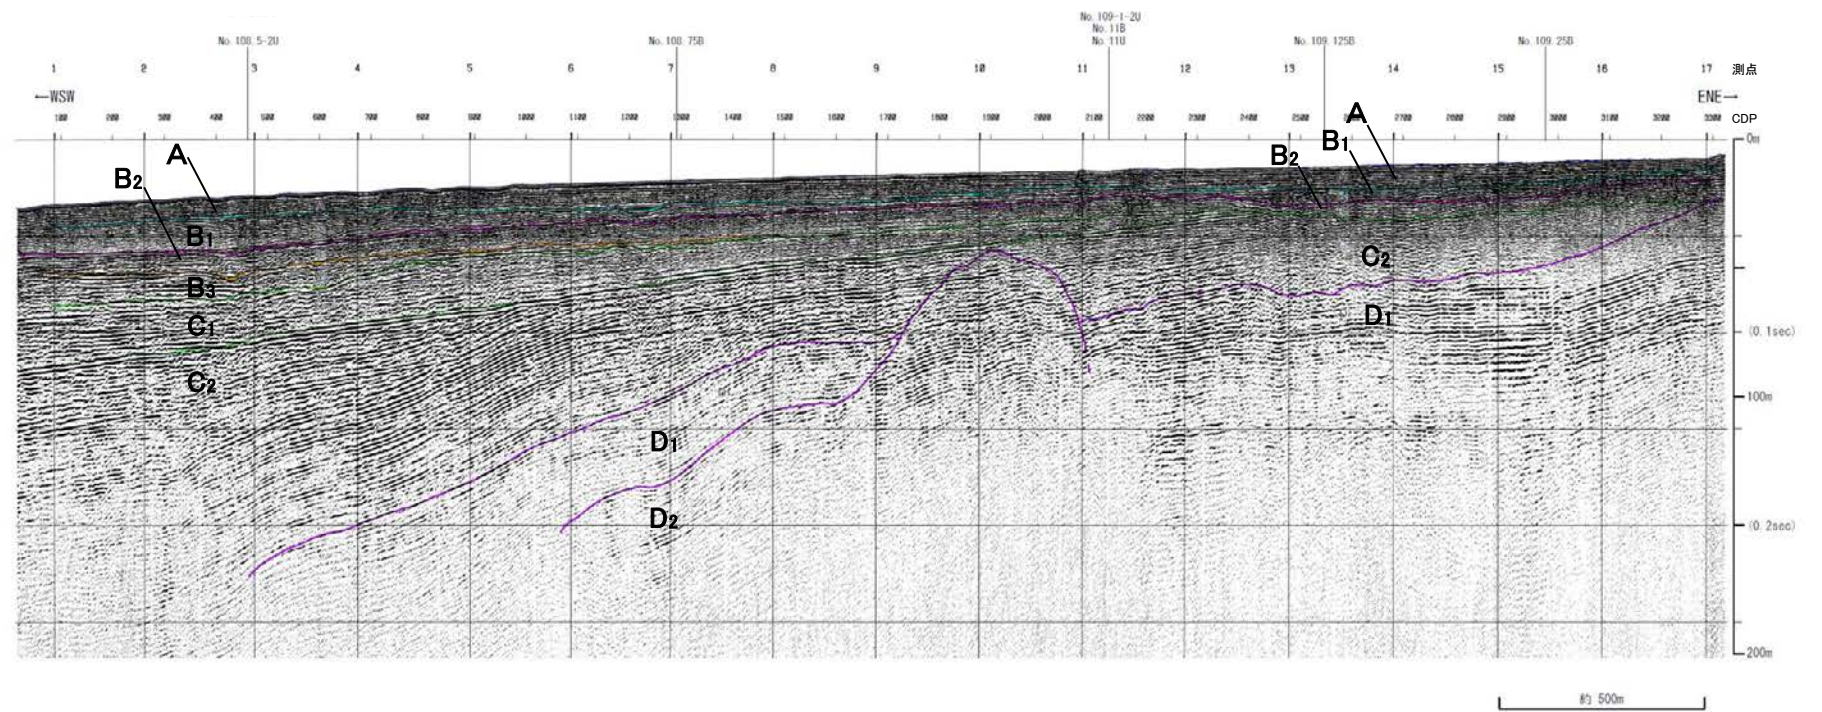 No.109-1-2U
No.11B
No.108.5-2U No.108.75B No.11U No.109.125B No.109.25B
1 2 3 4 5 6 7 8 9 10 11 12 13 14 15 16 17 測点
←WSW ENE→
100 200 300 400 500 600 700 800 900 1000 1100 1200 1300 1400 1500 1600 1700 1800 1900 2000 2100 2200 2300 2400 2500 2700 2800 2900 3000 3100 3200 3300 CDP
A
0m
B1
A
B2
B2
B1
C2
B3
D1
C1
(0.1sec)
C2
100m
D1
D2
(0.2sec)
200m
約 500m